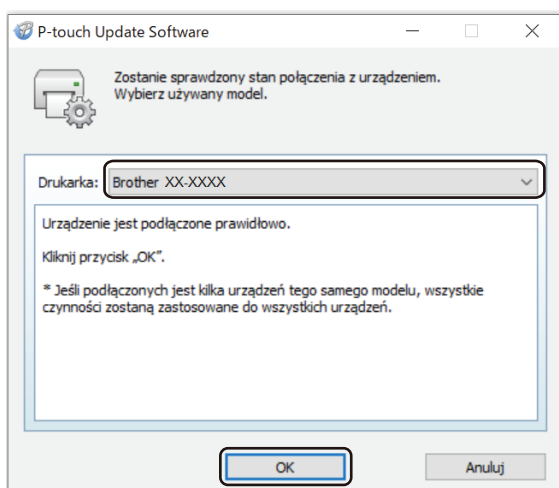 P-touch Update Software
Zostanie sprawdzony stan połączenia z urządzeniem.
Wybierz używany model.
Drukarka: Brother XX-XXXX
Urządzenie jest podłączone prawidłowo.
Kliknij przycisk „OK”.
* Jeśli podłączonych jest kilka urządzeń tego samego modelu, wszystkie
czynności zostaną zastosowane do wszystkich urządzeń.
OK Anuluj